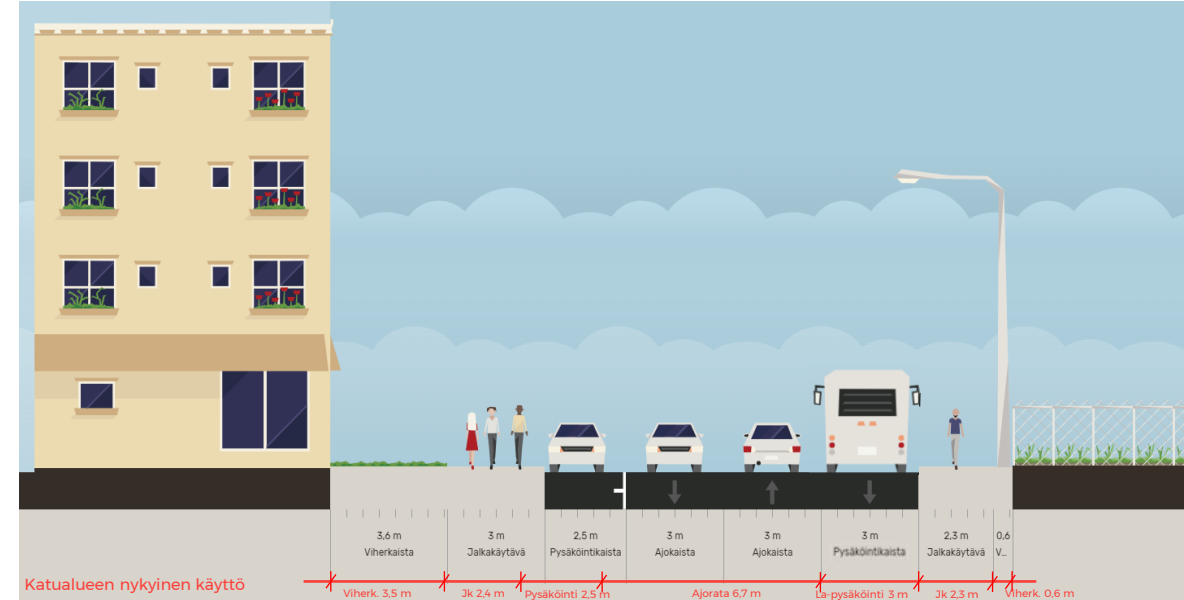 3,6 m
Viherkaista
3 m
Jalkakäytävä
2,5 m
Pysäköintikaista
3 m
Ajokaista
3 m
Ajokaista
3 m
Pysäköintikaista
2,3 m
Jalkakäytävä
0,6
V...
Katualueen nykyinen käyttö
Viherk. 3,5 m
Jk 2,4 m
Pysäköinti 2,5 m
Ajorata 6,7 m
La-pysäköinti 3 m
Jk 2,3 m
Viherk. 0,6 m